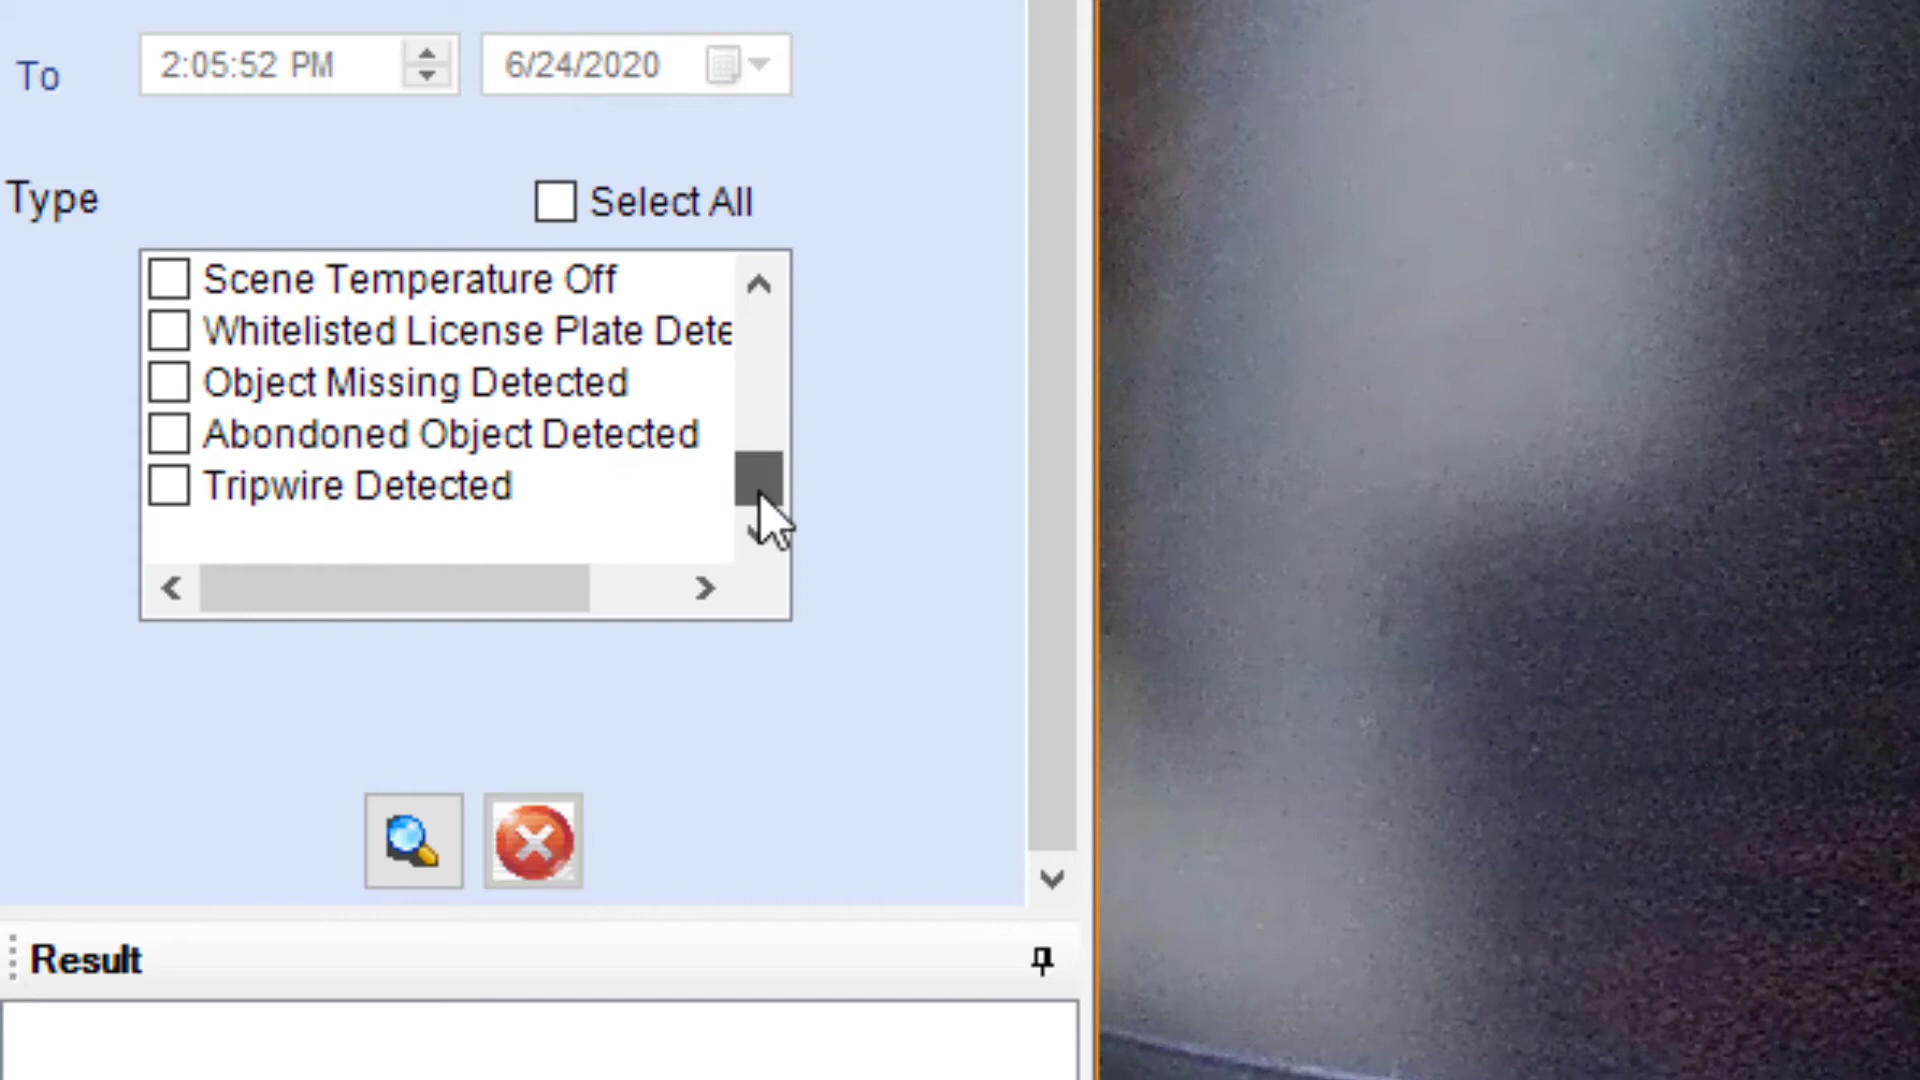 To 2:05:52 PM 6/24/2020
Type Select All
Scene Temperature Off
Whitelisted License Plate Dete
Object Missing Detected
Abondoned Object Detected
Tripwire Detected
Result